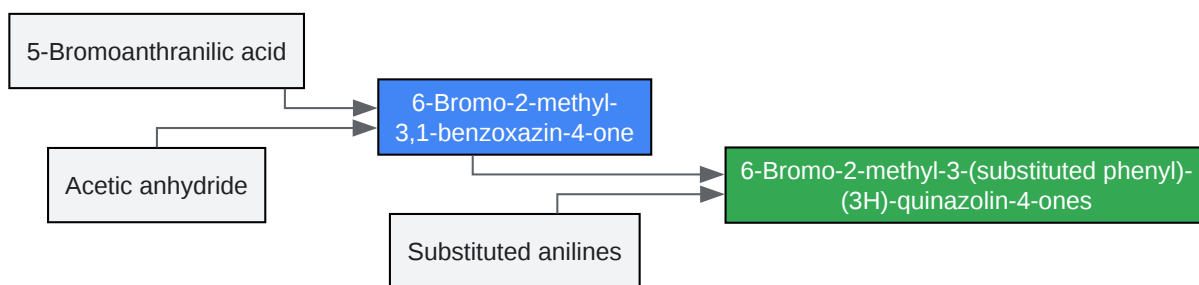 5-Bromoanthranilic acid
Acetic anhydride
6-Bromo-2-methyl-
3,1-benzoxazin-4-one
Substituted anilines
6-Bromo-2-methyl-3-(substituted phenyl)-
(3H)-quinazolin-4-ones